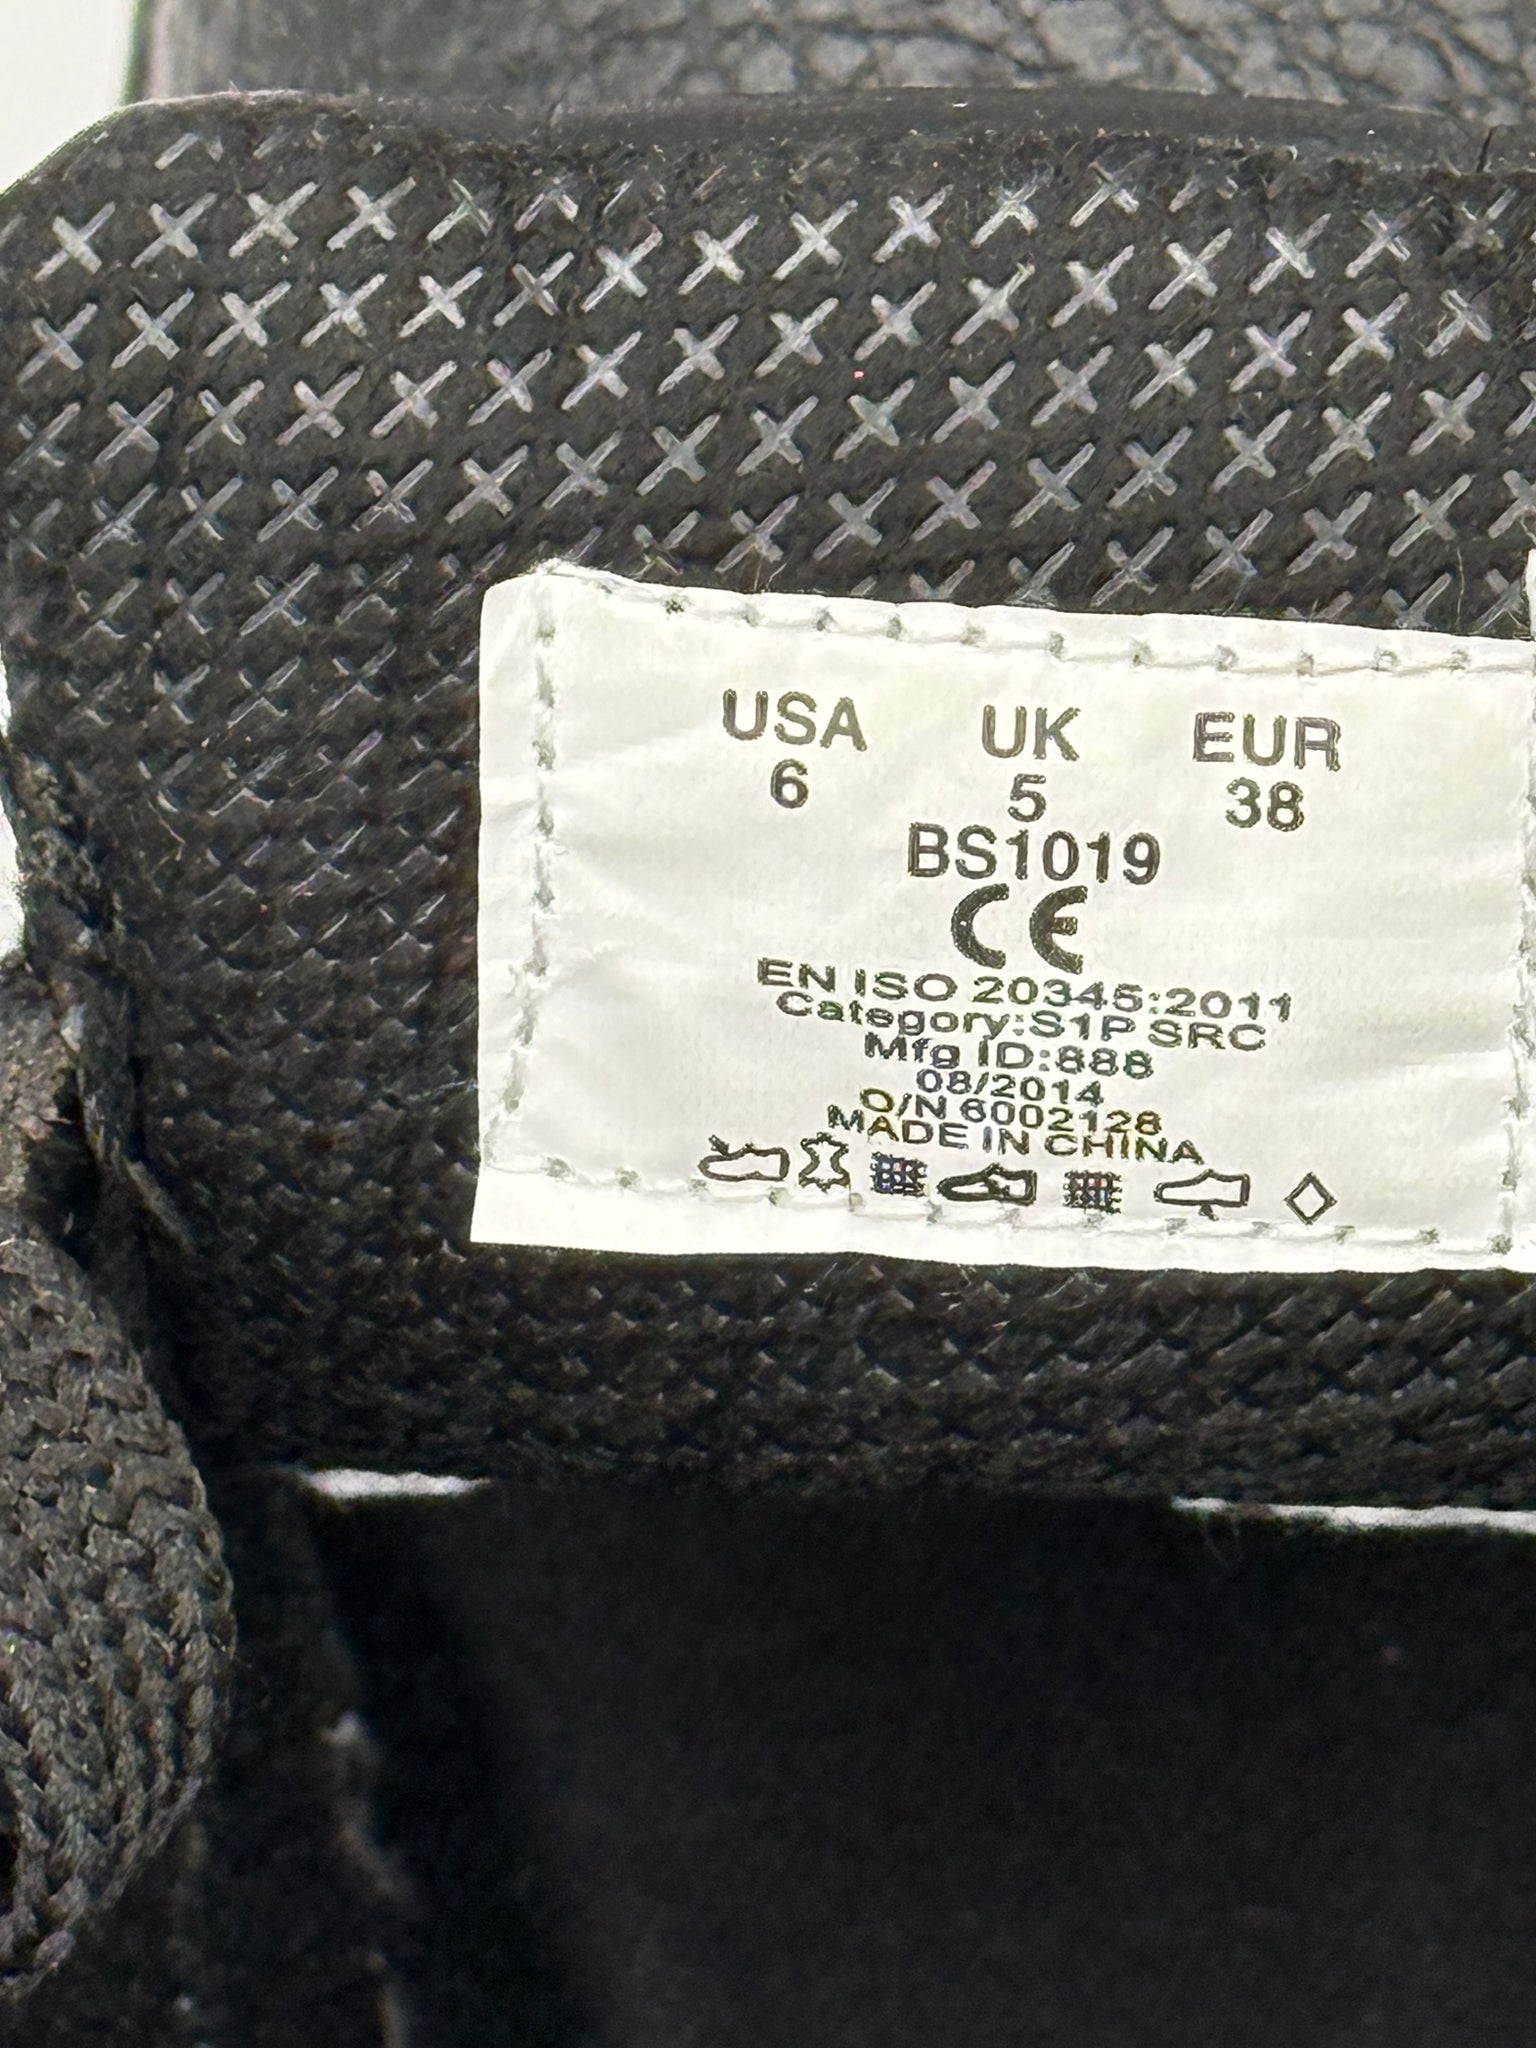 USA UK EUR
6 5 38
BS1019
CE
EN ISO 20345:2011
Category:S1P SRC
Mfg ID:888
08/2014
O/N 6002128
MADE IN CHINA